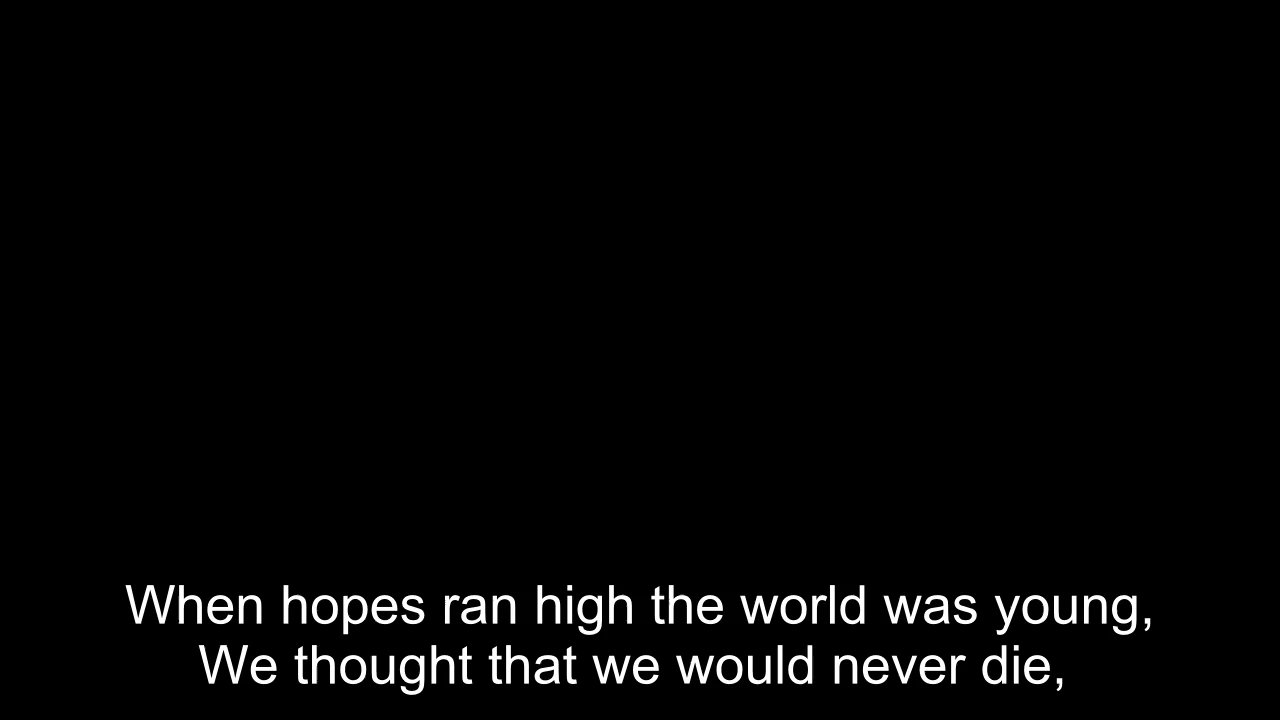 When hopes ran high the world was young,
We thought that we would never die,